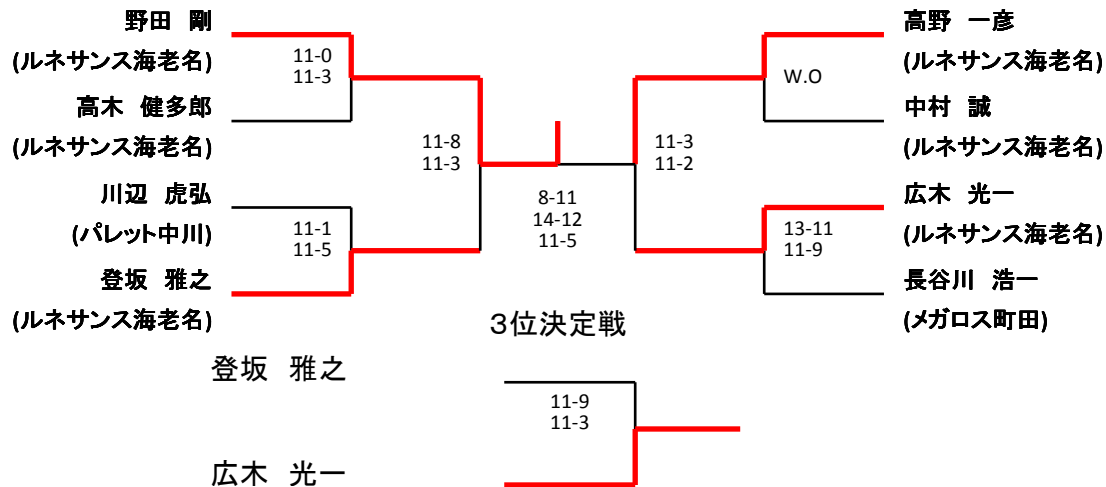 野田　剛
(ルネサンス海老名)
11-0
11-3
高木　健多郎
(ルネサンス海老名)
11-8
11-3
川辺　虎弘
(パレット中川)
11-1
11-5
登坂　雅之
(ルネサンス海老名)
8-11
14-12
11-5
高野　一彦
(ルネサンス海老名)
W.O
中村　誠
(ルネサンス海老名)
11-3
11-2
広木　光一
(ルネサンス海老名)
13-11
11-9
長谷川　浩一
(メガロス町田)
３位決定戦
登坂　雅之
11-9
11-3
広木　光一